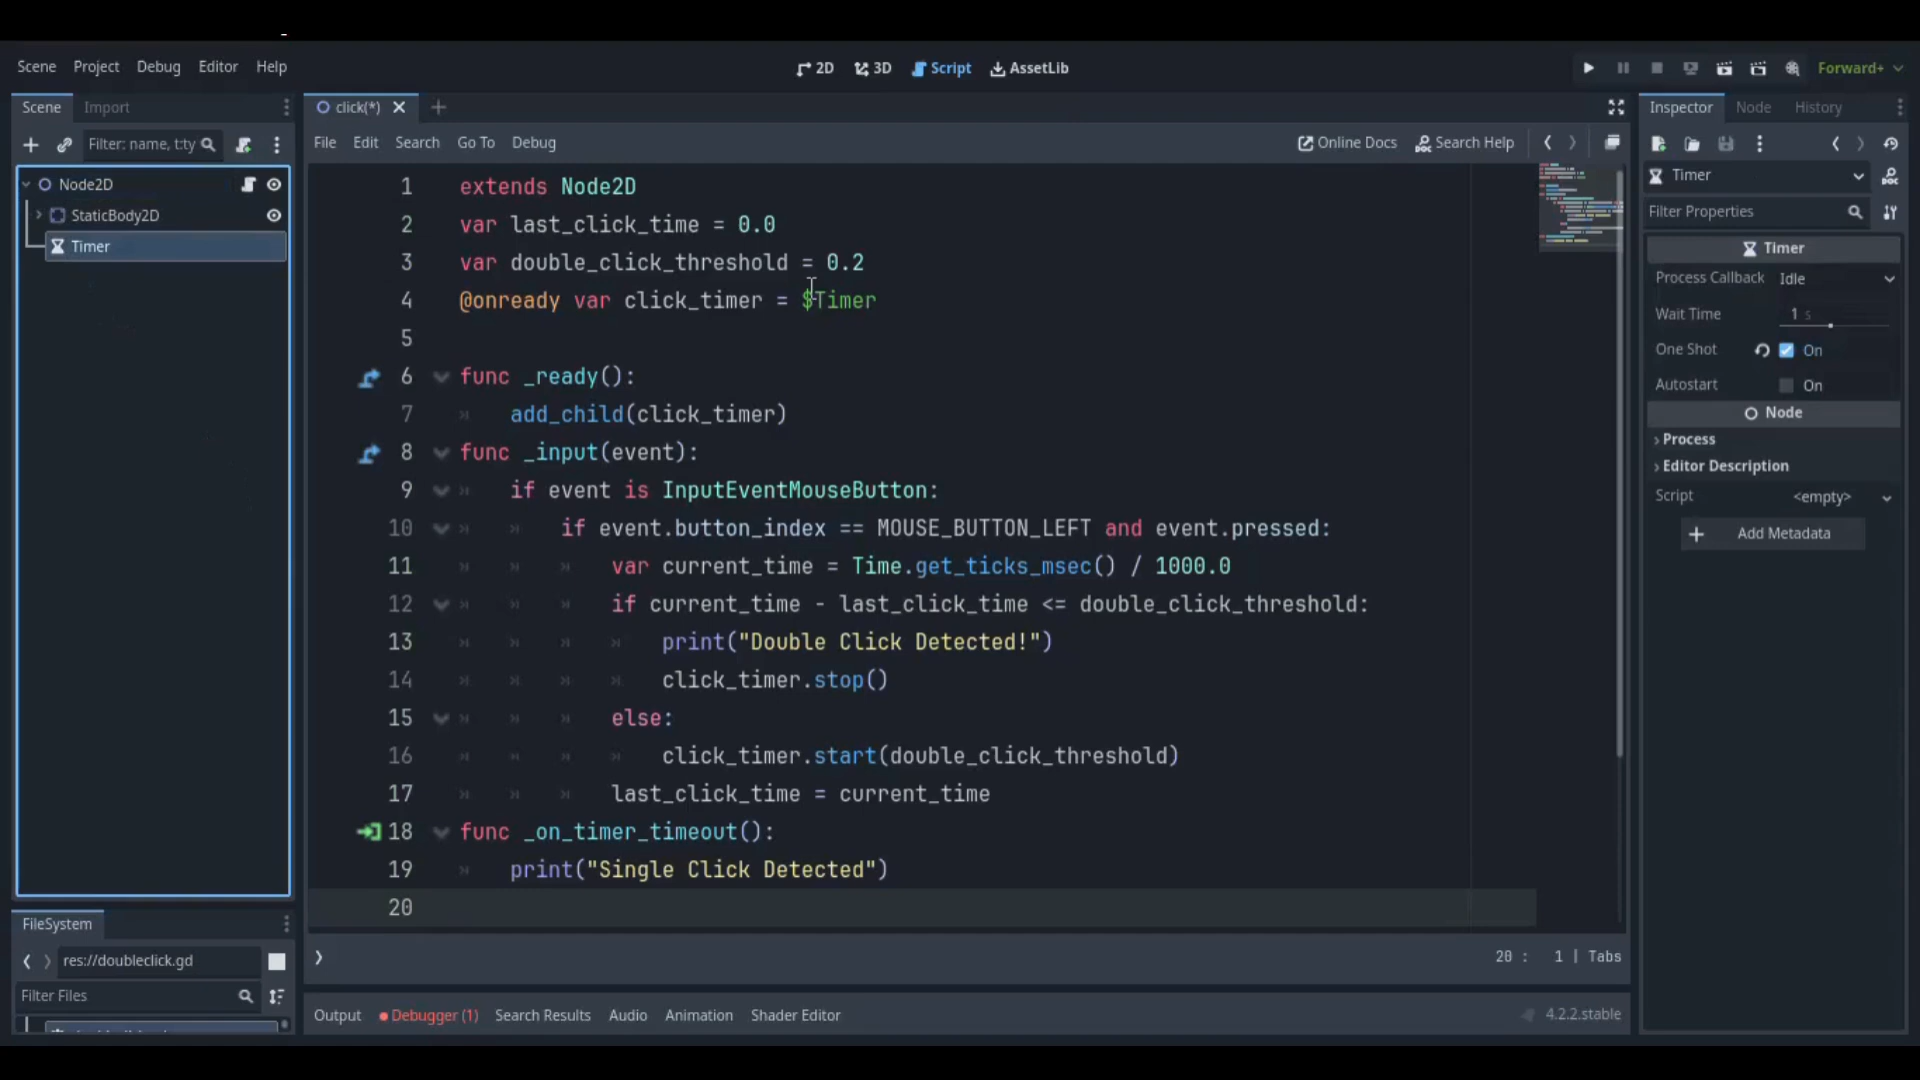 Scene Project Debug Editor Help
2D 3D Script AssetLib
Forward+
Scene Import
click(*)
Inspector Node History
Filter: name, t:ty
File Edit Search Go To Debug
Online Docs Search Help
Node2D
StaticBody2D
Timer
1 extends Node2D
2 var last_click_time = 0.0
3 var double_click_threshold = 0.2
4 @onready var click_timer = $Timer
5
6 func _ready():
7 add_child(click_timer)
8 func _input(event):
9 if event is InputEventMouseButton:
10 if event.button_index == MOUSE_BUTTON_LEFT and event.pressed:
11 var current_time = Time.get_ticks_msec() / 1000.0
12 if current_time - last_click_time <= double_click_threshold:
13 print("Double Click Detected!")
14 click_timer.stop()
15 else:
16 click_timer.start(double_click_threshold)
17 last_click_time = current_time
18 func _on_timer_timeout():
19 print("Single Click Detected")
20
20 : 1 | Tabs
Timer
Filter Properties
Timer
Process Callback Idle
Wait Time 1 s
One Shot On
Autostart On
Node
Process
Editor Description
Script <empty>
Add Metadata
FileSystem
res://doubleclick.gd
Filter Files
Output Debugger (1) Search Results Audio Animation Shader Editor
4.2.2.stable